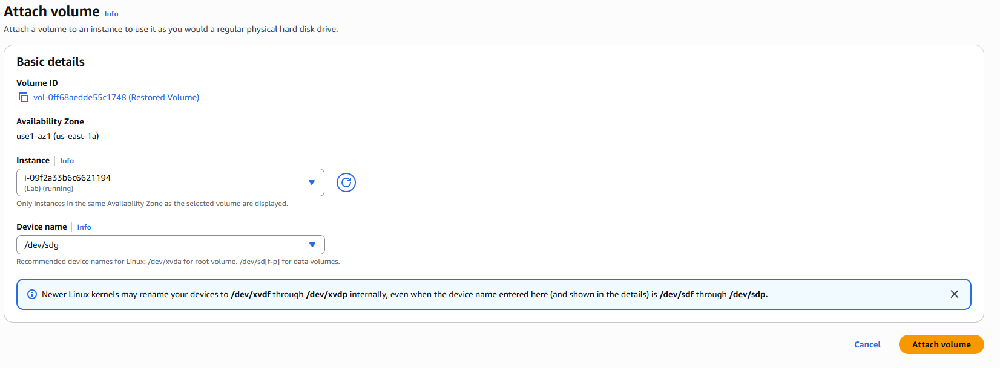 Attach volume Info
Attach a volume to an instance to use it as you would a regular physical hard disk drive.
Basic details
Volume ID
vol-0ff68aedde55c1748 (Restored Volume)
Availability Zone
use1-az1 (us-east-1a)
Instance Info
i-09f2a33b6c6621194
(Lab) (running)
Only instances in the same Availability Zone as the selected volume are displayed.
Device name Info
/dev/sdg
Recommended device names for Linux: /dev/xvda for root volume. /dev/sd[f-p] for data volumes.
Newer Linux kernels may rename your devices to /dev/xvdf through /dev/xvdp internally, even when the device name entered here (and shown in the details) is /dev/sdf through /dev/sdp.
Cancel Attach volume